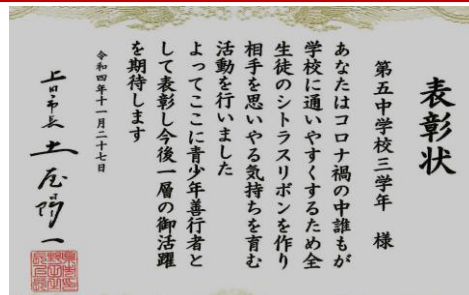 表彰状
第五中学校三学年 様
あなたはコロナ禍の中誰もが
学校に通いやすくするため全
生徒のシトラスリボンを作り
相手を思いやる気持ちを育む
活動を行いました
よってここに青少年善行者と
して表彰し今後一層の御活躍
を期待します
令和四年十一月二十七日
上田市長 土屋陽一